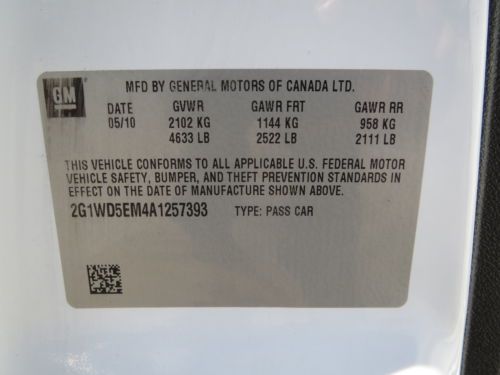 GM
MFD BY GENERAL MOTORS OF CANADA LTD.
DATE GVWR GAWR FRT GAWR RR
05/10 2102 KG 1144 KG 958 KG
4633 LB 2522 LB 2111 LB
THIS VEHICLE CONFORMS TO ALL APPLICABLE U.S. FEDERAL MOTOR
VEHICLE SAFETY, BUMPER, AND THEFT PREVENTION STANDARDS IN
EFFECT ON THE DATE OF MANUFACTURE SHOWN ABOVE.
2G1WD5EM4A1257393 TYPE: PASS CAR